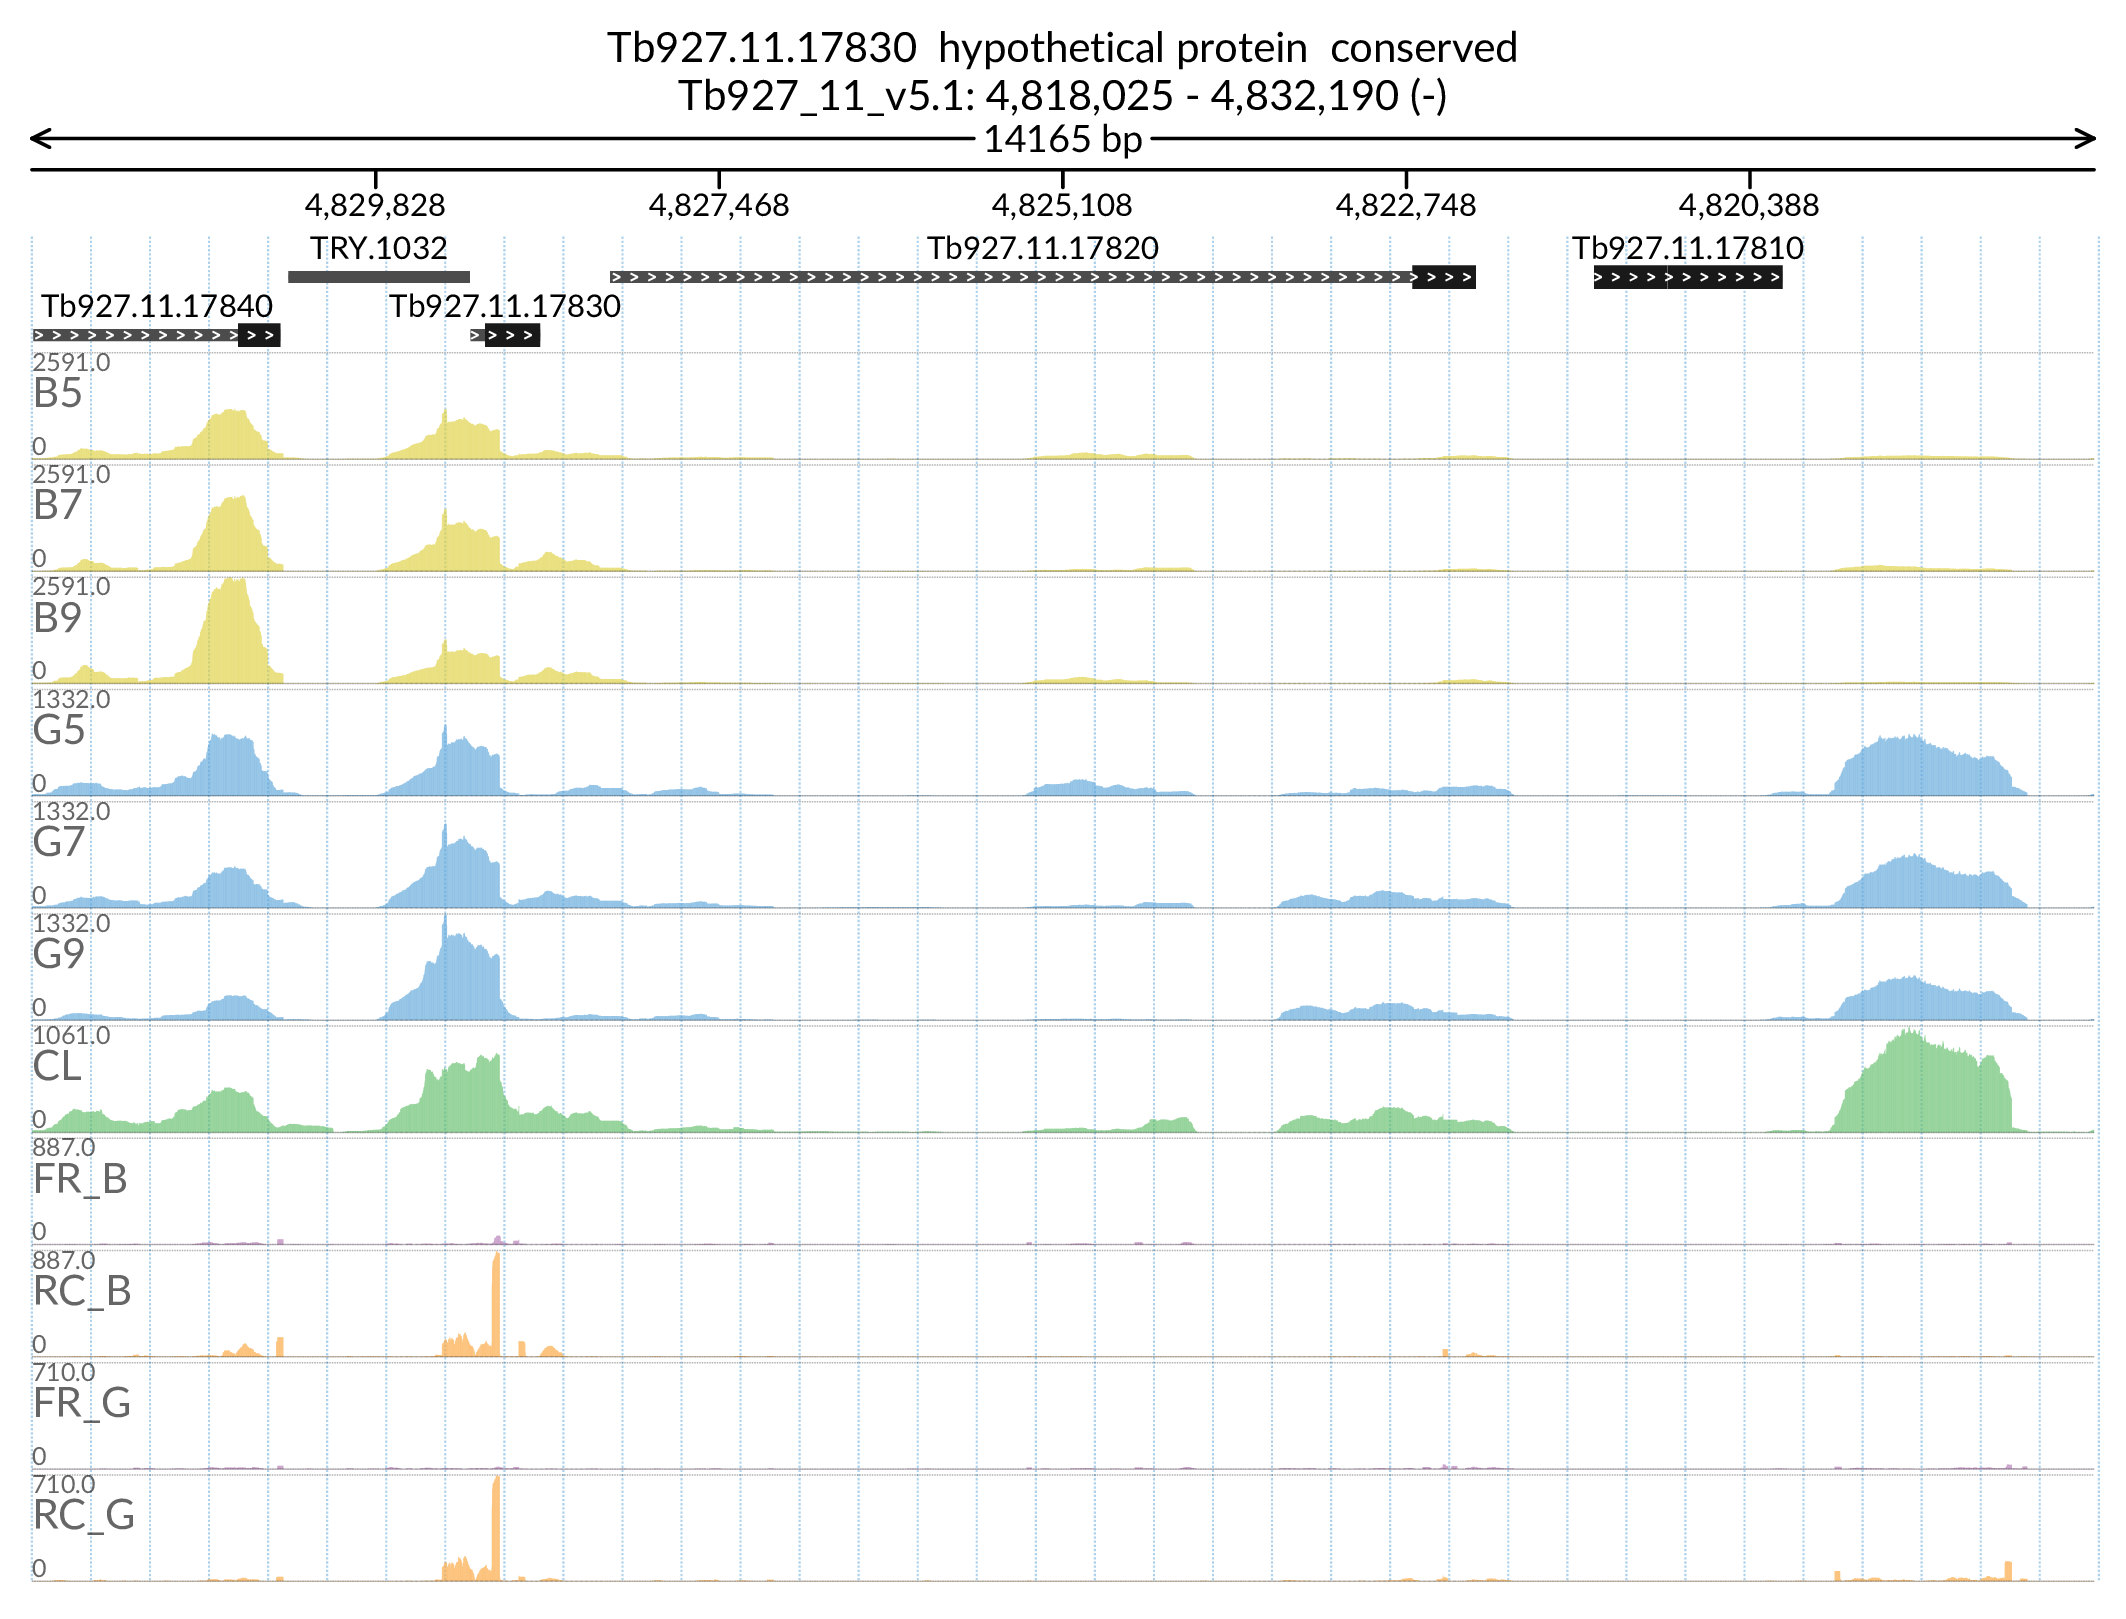 Tb927.11.17830  hypothetical protein  conserved
Tb927_11_v5.1: 4,818,025 - 4,832,190 (-)
14165 bp
4,829,828 4,827,468 4,825,108 4,822,748 4,820,388
TRY.1032 Tb927.11.17820 Tb927.11.17810
Tb927.11.17840 Tb927.11.17830
2591.0
B5
0
2591.0
B7
0
2591.0
B9
0
1332.0
G5
0
1332.0
G7
0
1332.0
G9
0
1061.0
CL
0
887.0
FR_B
0
887.0
RC_B
0
710.0
FR_G
0
710.0
RC_G
0